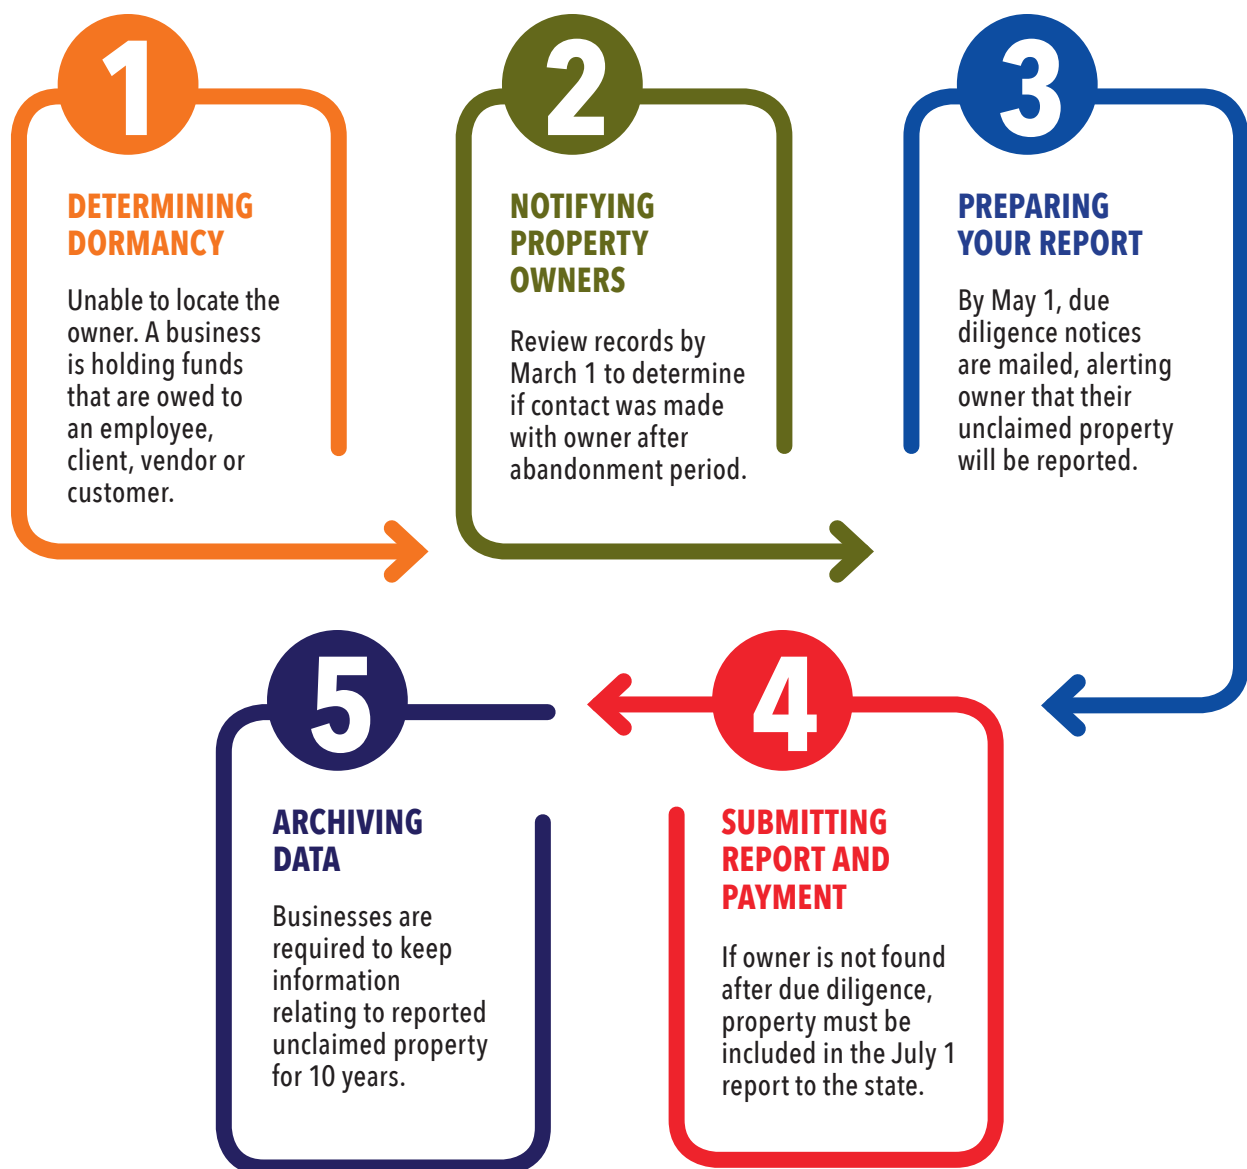 1
DETERMINING
DORMANCY
Unable to locate the
owner. A business
is holding funds
that are owed to
an employee,
client, vendor or
customer.
2
NOTIFYING
PROPERTY
OWNERS
Review records by
March 1 to determine
if contact was made
with owner after
abandonment period.
3
PREPARING
YOUR REPORT
By May 1, due
diligence notices
are mailed, alerting
owner that their
unclaimed property
will be reported.
4
SUBMITTING
REPORT AND
PAYMENT
If owner is not found
after due diligence,
property must be
included in the July 1
report to the state.
5
ARCHIVING
DATA
Businesses are
required to keep
information
relating to reported
unclaimed property
for 10 years.